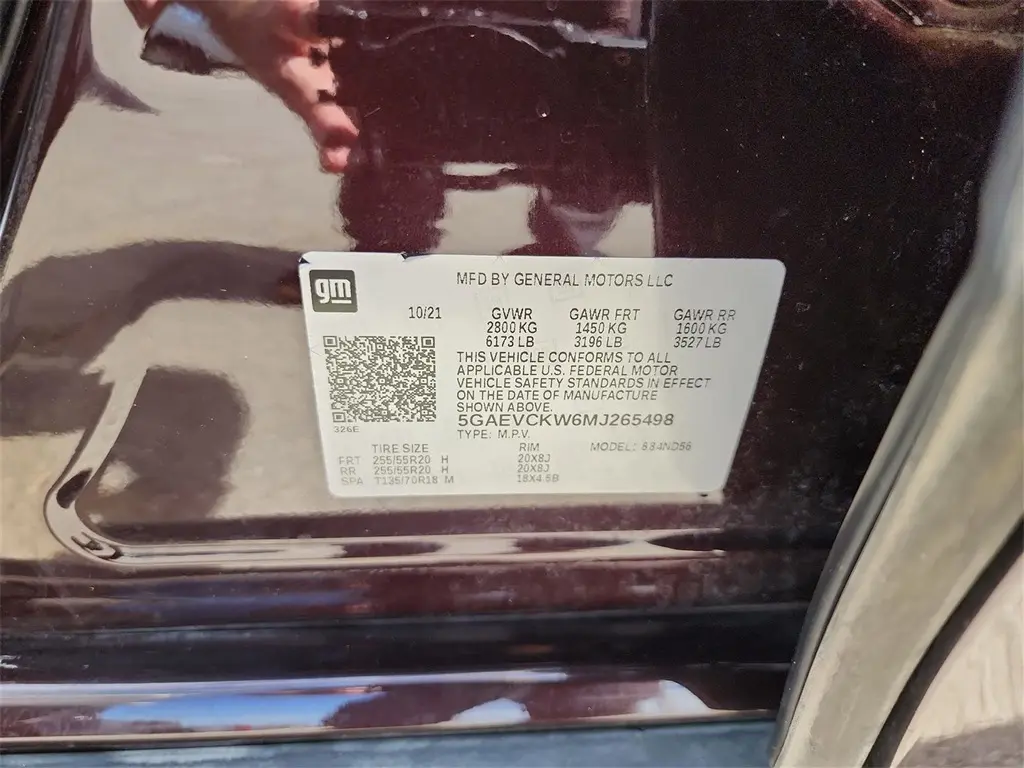 gm
MFD BY GENERAL MOTORS LLC
10/21 GVWR GAWR FRT GAWR RR
2800 KG 1450 KG 1600 KG
6173 LB 3196 LB 3527 LB
THIS VEHICLE CONFORMS TO ALL
APPLICABLE U.S. FEDERAL MOTOR
VEHICLE SAFETY STANDARDS IN EFFECT
ON THE DATE OF MANUFACTURE
SHOWN ABOVE.
5GAEVCKW6MJ265498
326E
TYPE: M.P.V.
TIRE SIZE RIM MODEL:
FRT 255/55R20 H 20X8J
RR 255/55R20 H 20X8J
SPA T135/70R18 M 18X4.5B